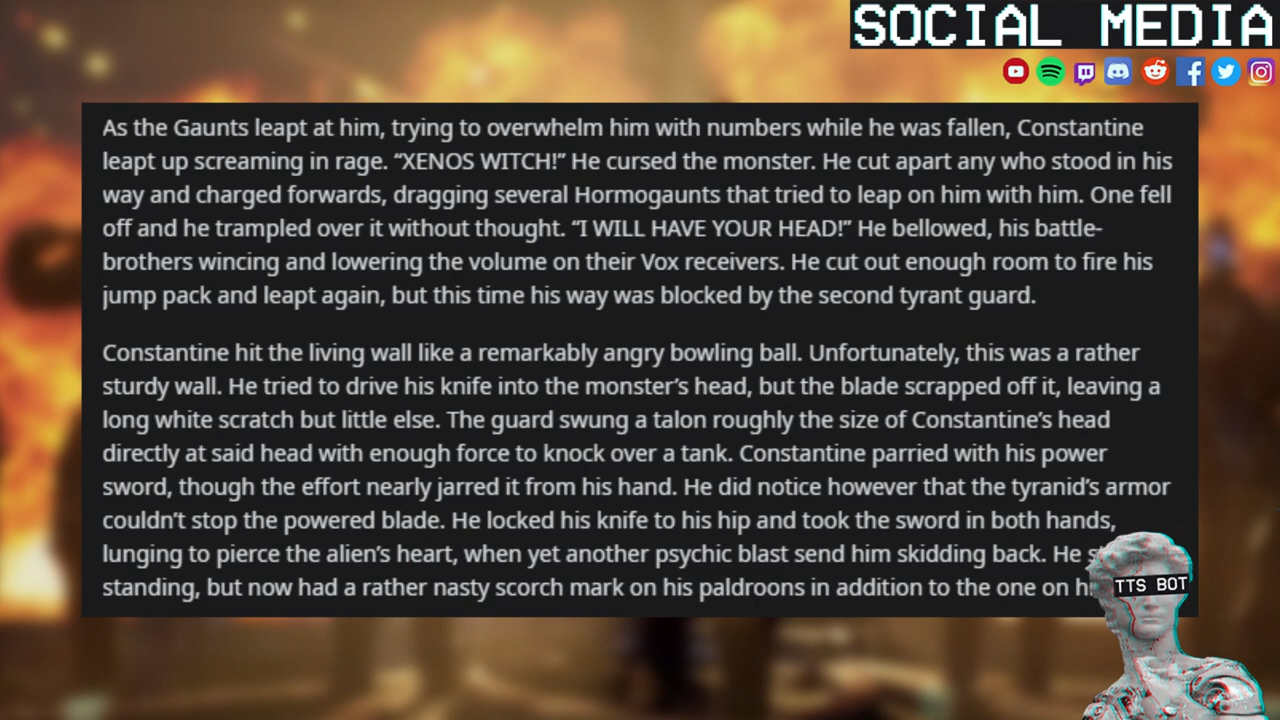 SOCIAL MEDIA
As the Gaunts leapt at him, trying to overwhelm him with numbers while he was fallen, Constantine
leapt up screaming in rage. “XENOS WITCH!” He cursed the monster. He cut apart any who stood in his
way and charged forwards, dragging several Hormogaunts that tried to leap on him with him. One fell
off and he trampled over it without thought. “I WILL HAVE YOUR HEAD!” He bellowed, his battle-
brothers wincing and lowering the volume on their Vox receivers. He cut out enough room to fire his
jump pack and leapt again, but this time his way was blocked by the second tyrant guard.
Constantine hit the living wall like a remarkably angry bowling ball. Unfortunately, this was a rather
sturdy wall. He tried to drive his knife into the monster’s head, but the blade scrapped off it, leaving a
long white scratch but little else. The guard swung a talon roughly the size of Constantine’s head
directly at said head with enough force to knock over a tank. Constantine parried with his power
sword, though the effort nearly jarred it from his hand. He did notice however that the tyranid’s armor
couldn’t stop the powered blade. He locked his knife to his hip and took the sword in both hands,
lunging to pierce the alien’s heart, when yet another psychic blast send him skidding back. He
standing, but now had a rather nasty scorch mark on his paldroons in addition to the one on
TTS BOT